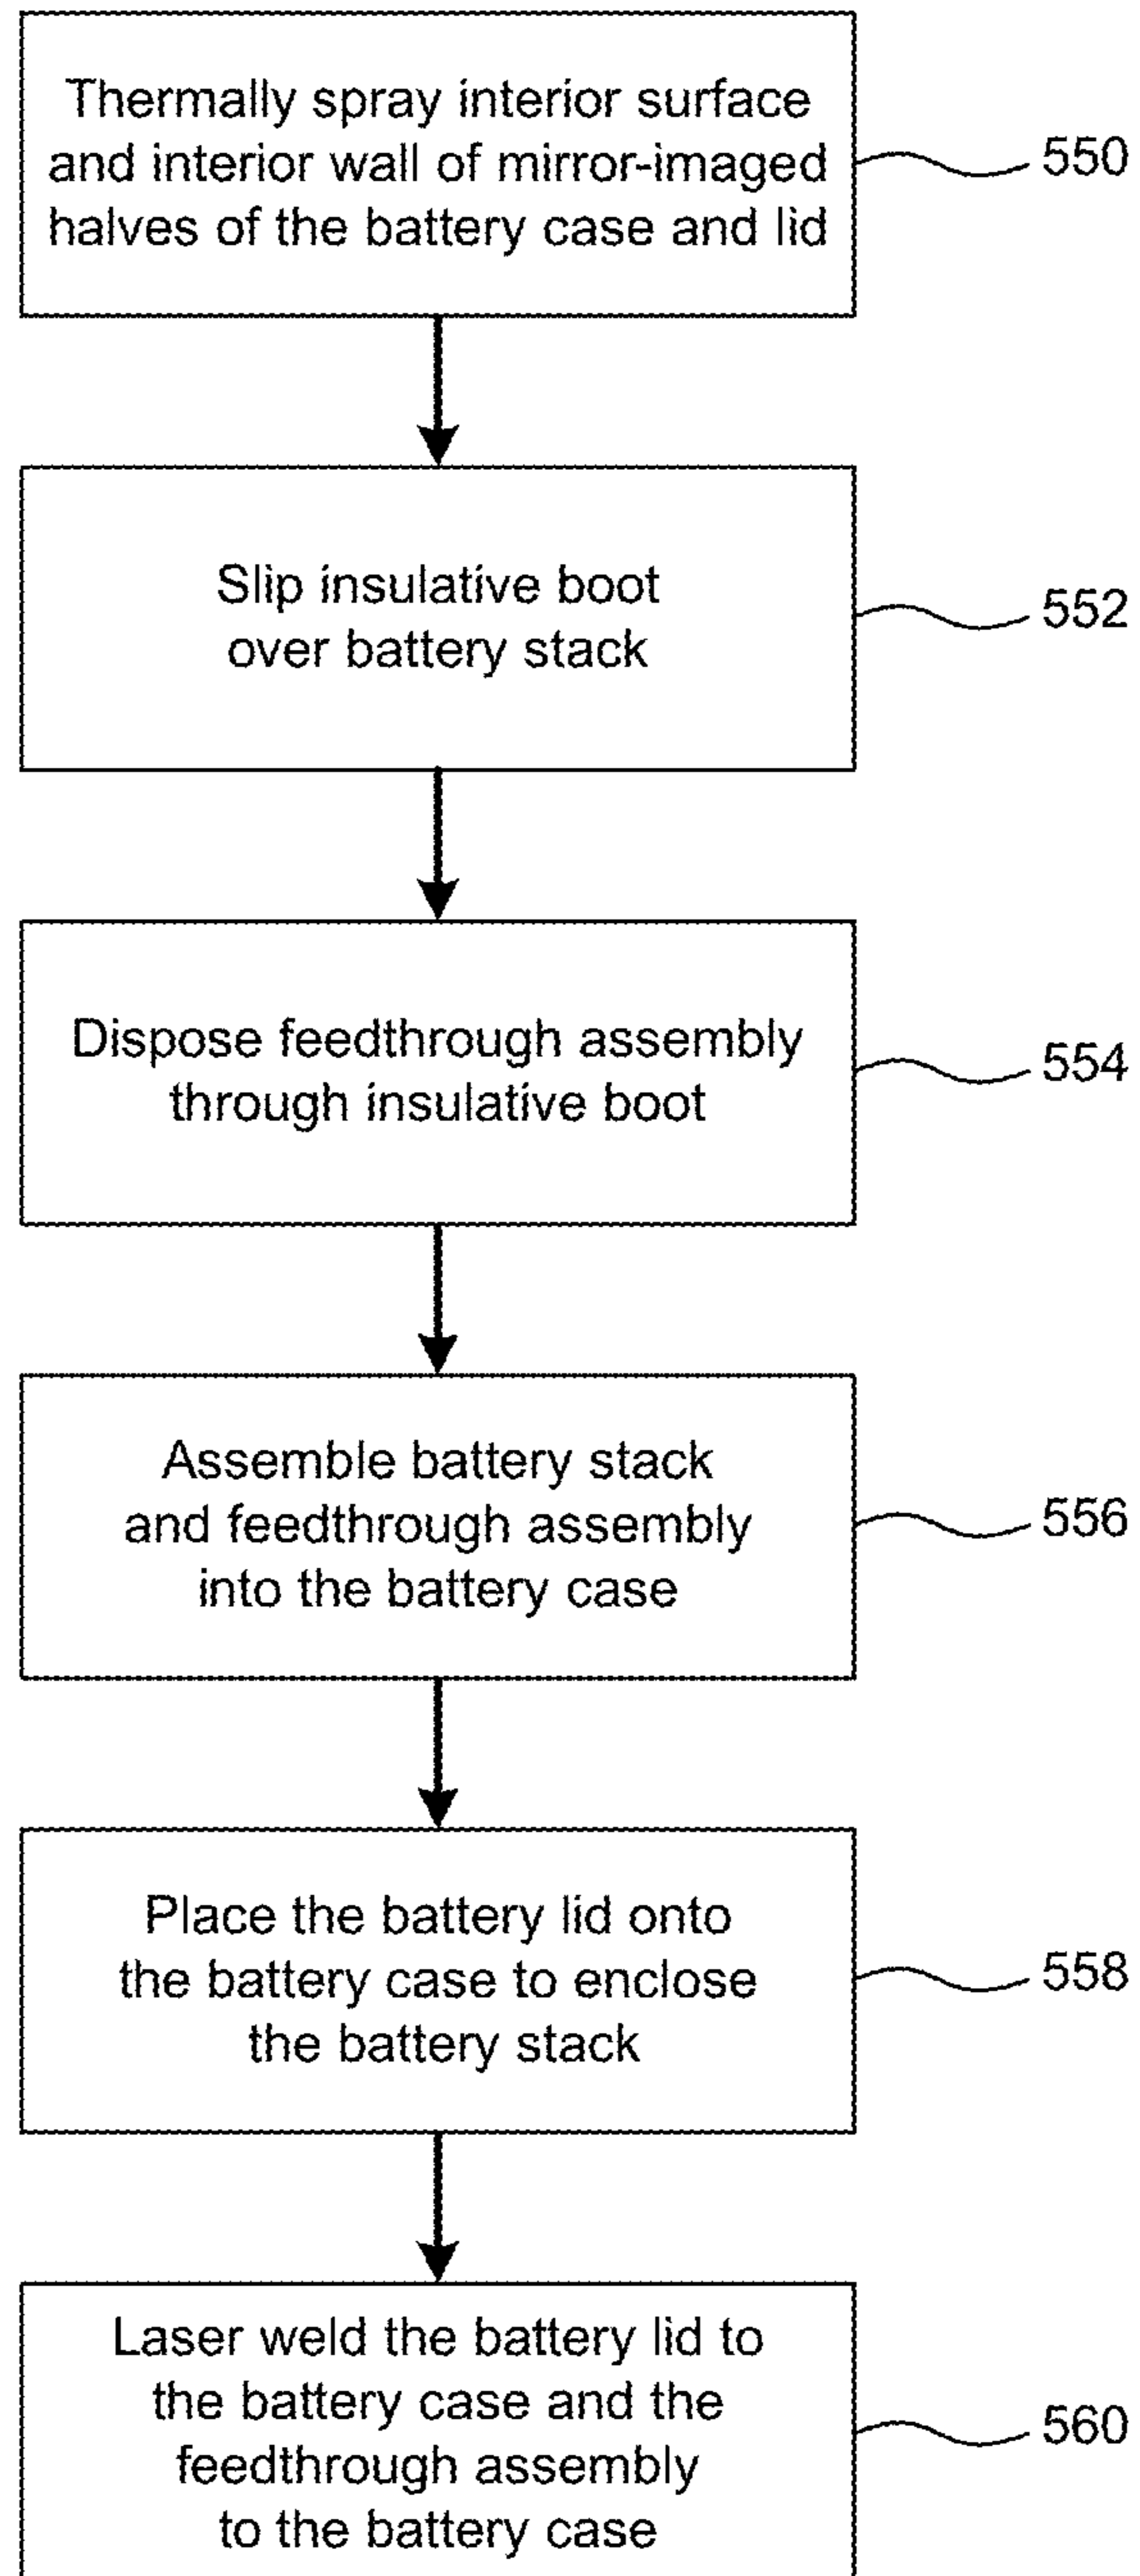 Thermally spray interior surface
and interior wall of mirror-imaged
halves of the battery case and lid
550
Slip insulative boot
over battery stack
552
Dispose feedthrough assembly
through insulative boot
554
Assemble battery stack
and feedthrough assembly
into the battery case
556
Place the battery lid onto
the battery case to enclose
the battery stack
558
Laser weld the battery lid to
the battery case and the
feedthrough assembly
to the battery case
560